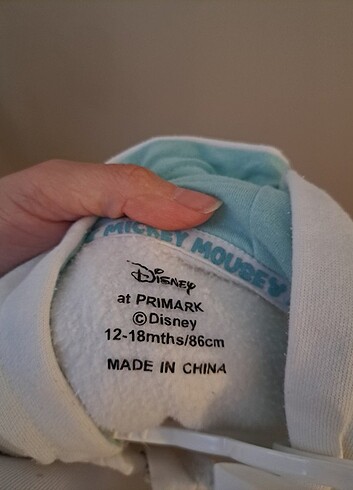 MICKEY MOUSE
Disney
at PRIMARK
©Disney
12-18mths/86cm
MADE IN CHINA